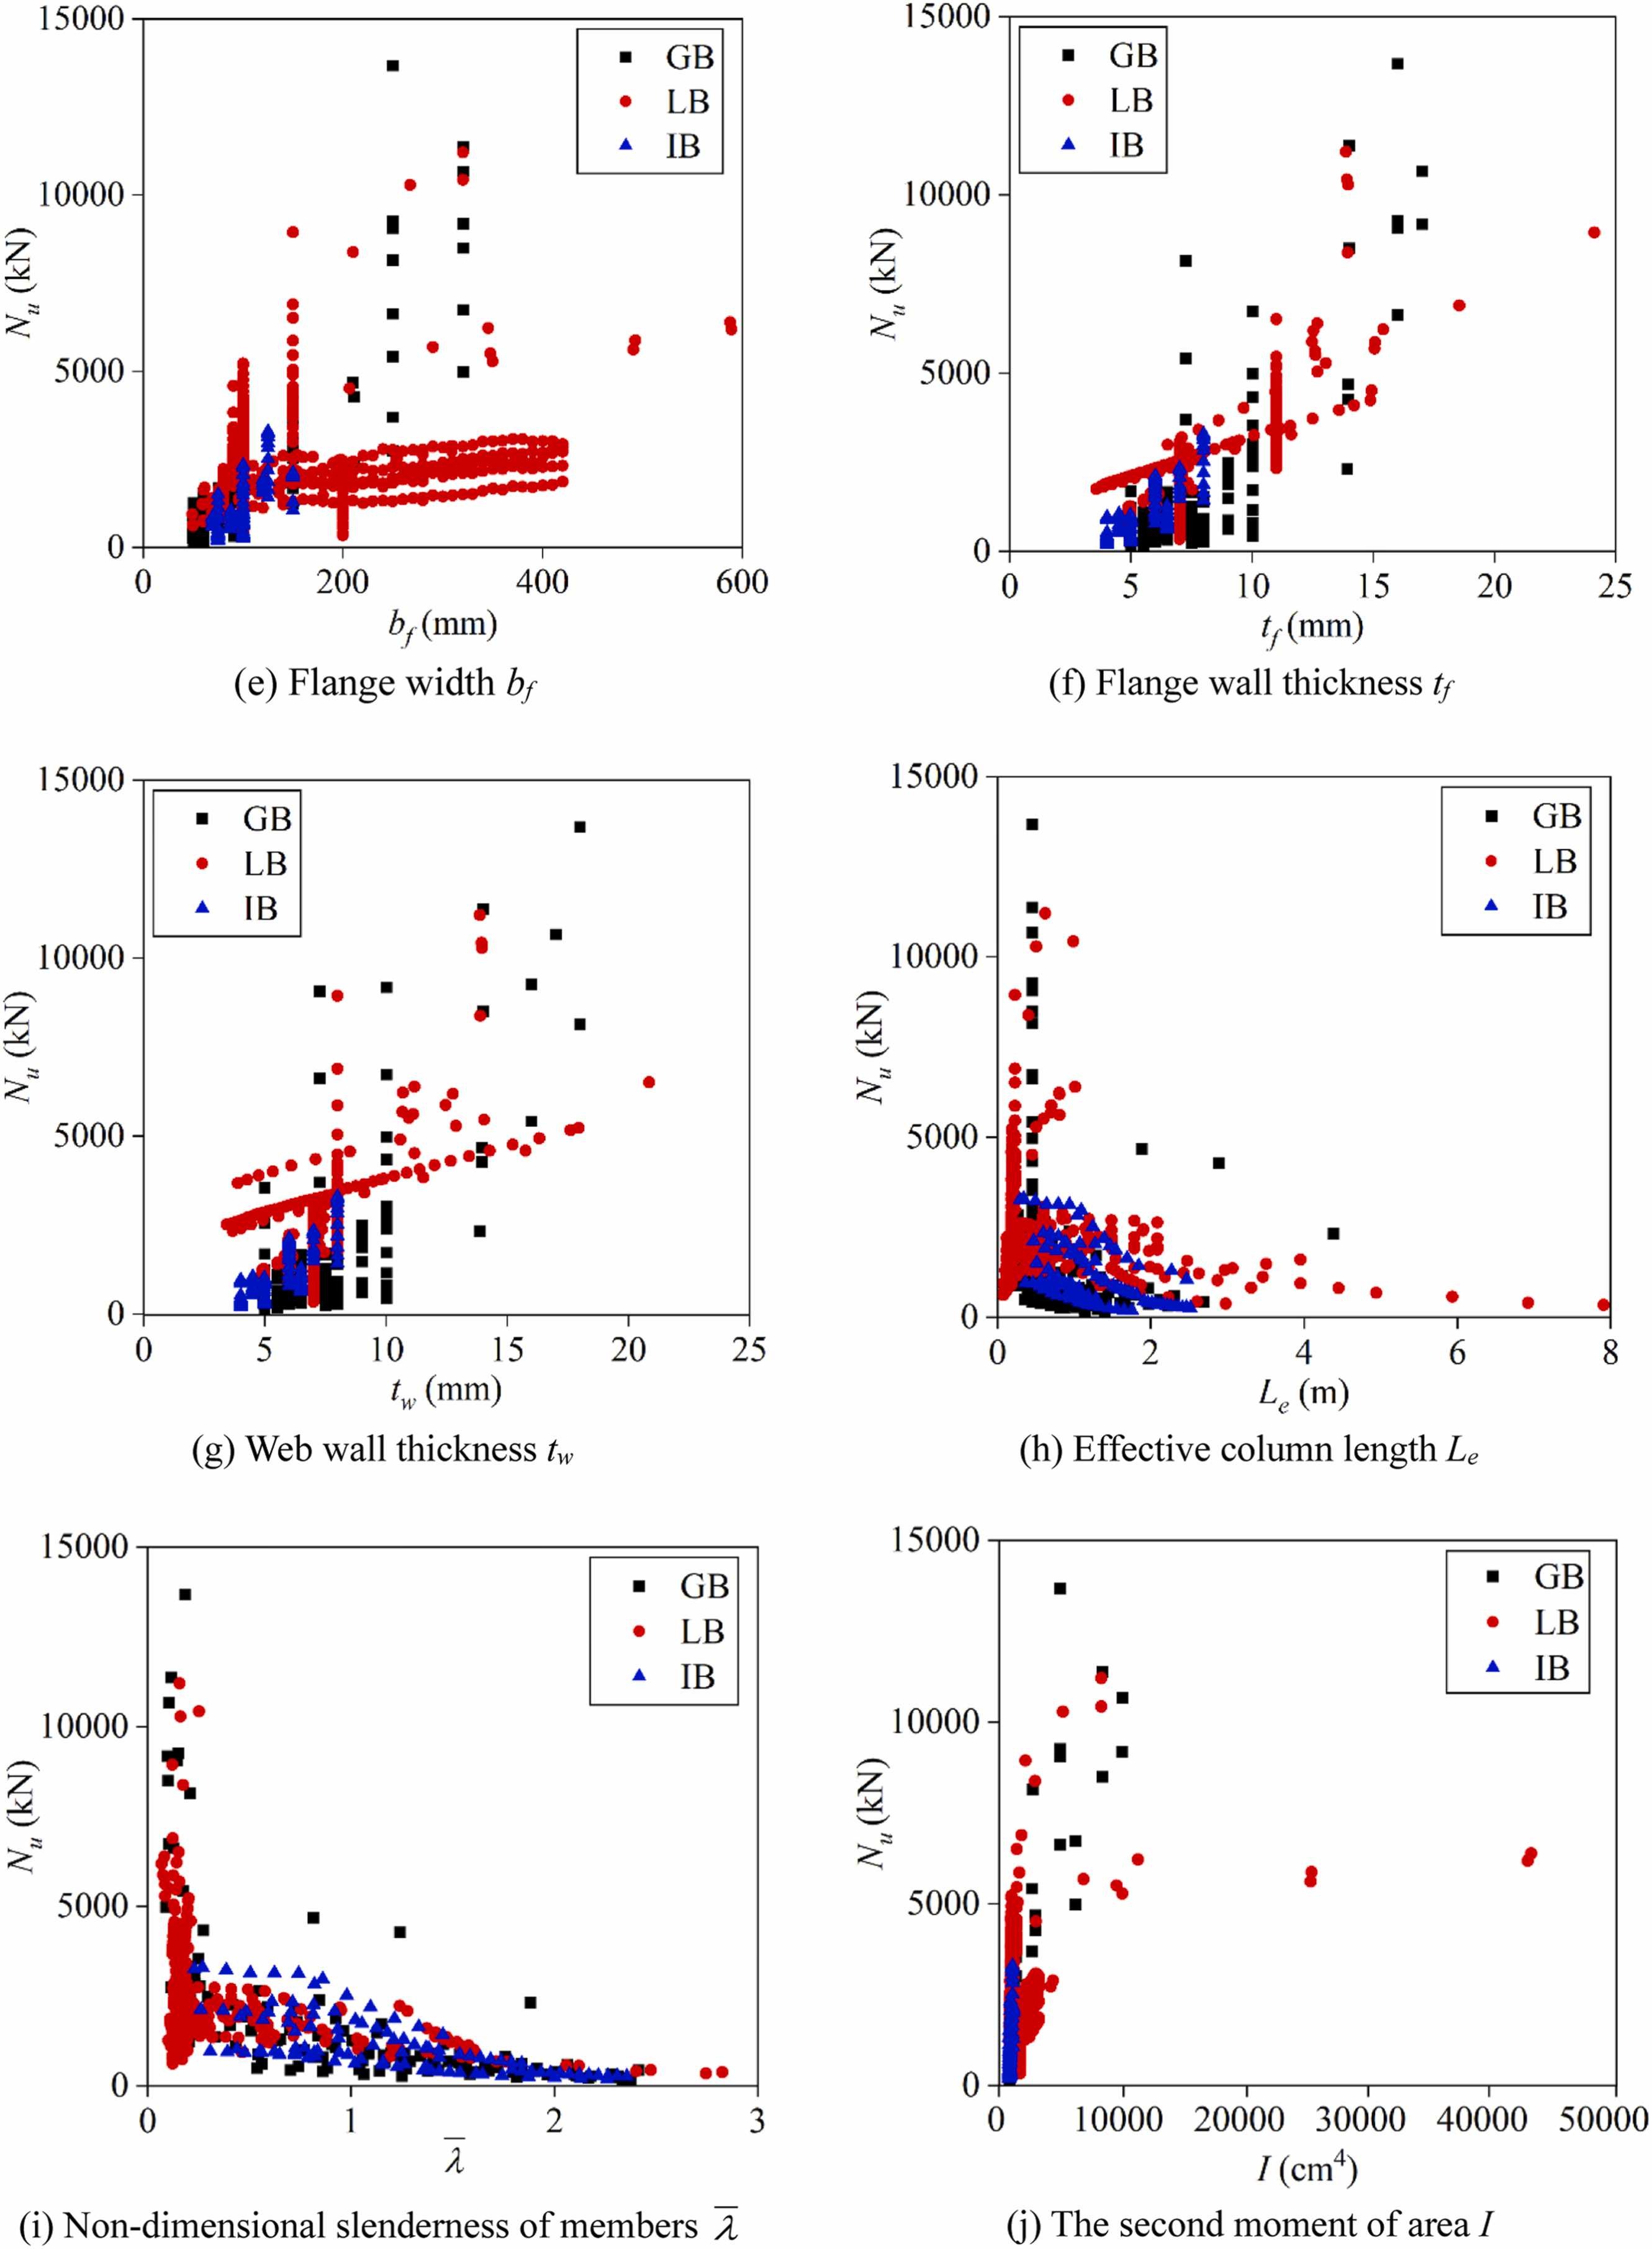 15000
10000
5000
0
N_u (kN)
GB
LB
IB
0 200 400 600
b_f (mm)
(e) Flange width b_f
15000
10000
5000
0
N_u (kN)
GB
LB
IB
0 5 10 15 20 25
t_f (mm)
(f) Flange wall thickness t_f
15000
10000
5000
0
N_u (kN)
GB
LB
IB
0 5 10 15 20 25
t_w (mm)
(g) Web wall thickness t_w
15000
10000
5000
0
N_u (kN)
GB
LB
IB
0 2 4 6 8
L_e (m)
(h) Effective column length L_e
15000
10000
5000
0
N_u (kN)
GB
LB
IB
0 1 2 3
λ̅
(i) Non-dimensional slenderness of members λ̅
15000
10000
5000
0
N_u (kN)
GB
LB
IB
0 10000 20000 30000 40000 50000
I (cm⁴)
(j) The second moment of area I